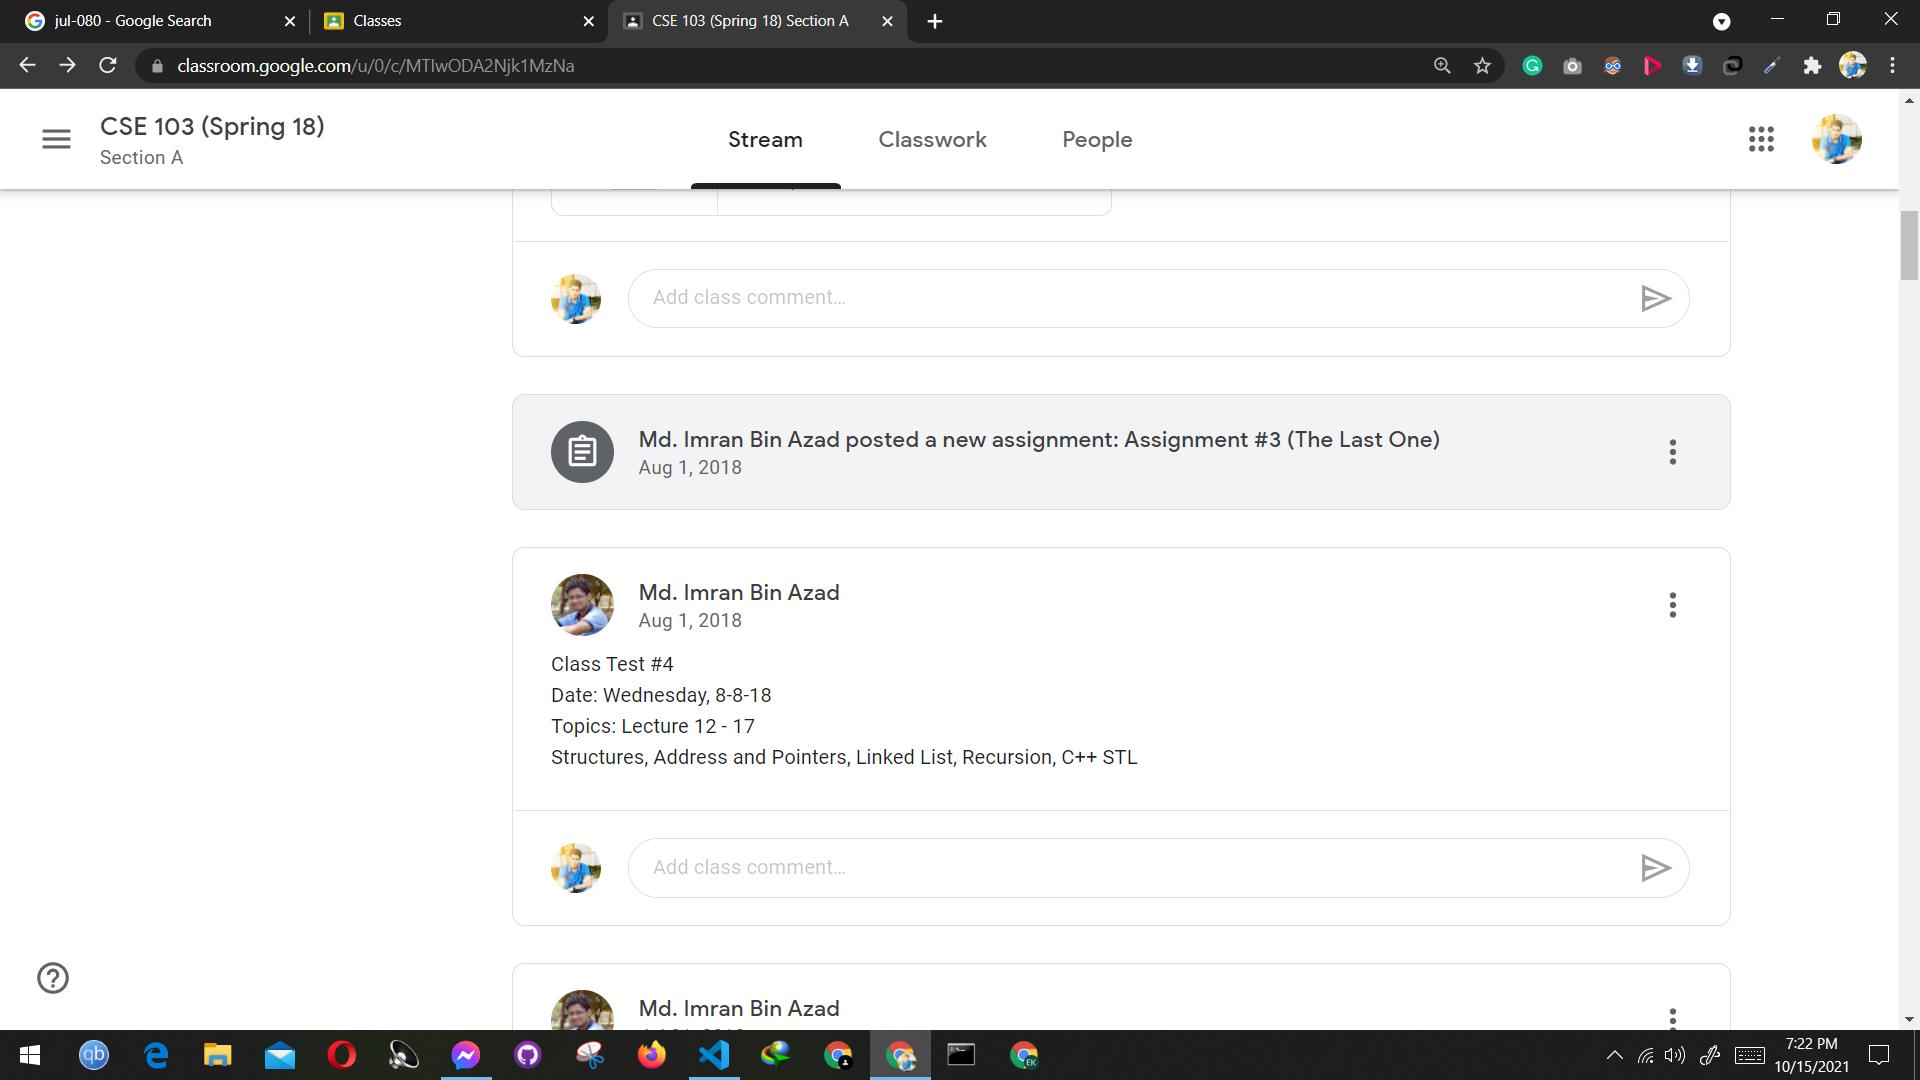 jul-080 - Google Search
Classes
CSE 103 (Spring 18) Section A
classroom.google.com/u/0/c/MTIwODA2Njk1MzNa
CSE 103 (Spring 18)
Section A
Stream
Classwork
People
Add class comment…
Md. Imran Bin Azad posted a new assignment: Assignment #3 (The Last One)
Aug 1, 2018
Md. Imran Bin Azad
Aug 1, 2018
Class Test #4
Date: Wednesday, 8-8-18
Topics: Lecture 12 - 17
Structures, Address and Pointers, Linked List, Recursion, C++ STL
Add class comment…
Md. Imran Bin Azad
qb
EK
7:22 PM
10/15/2021